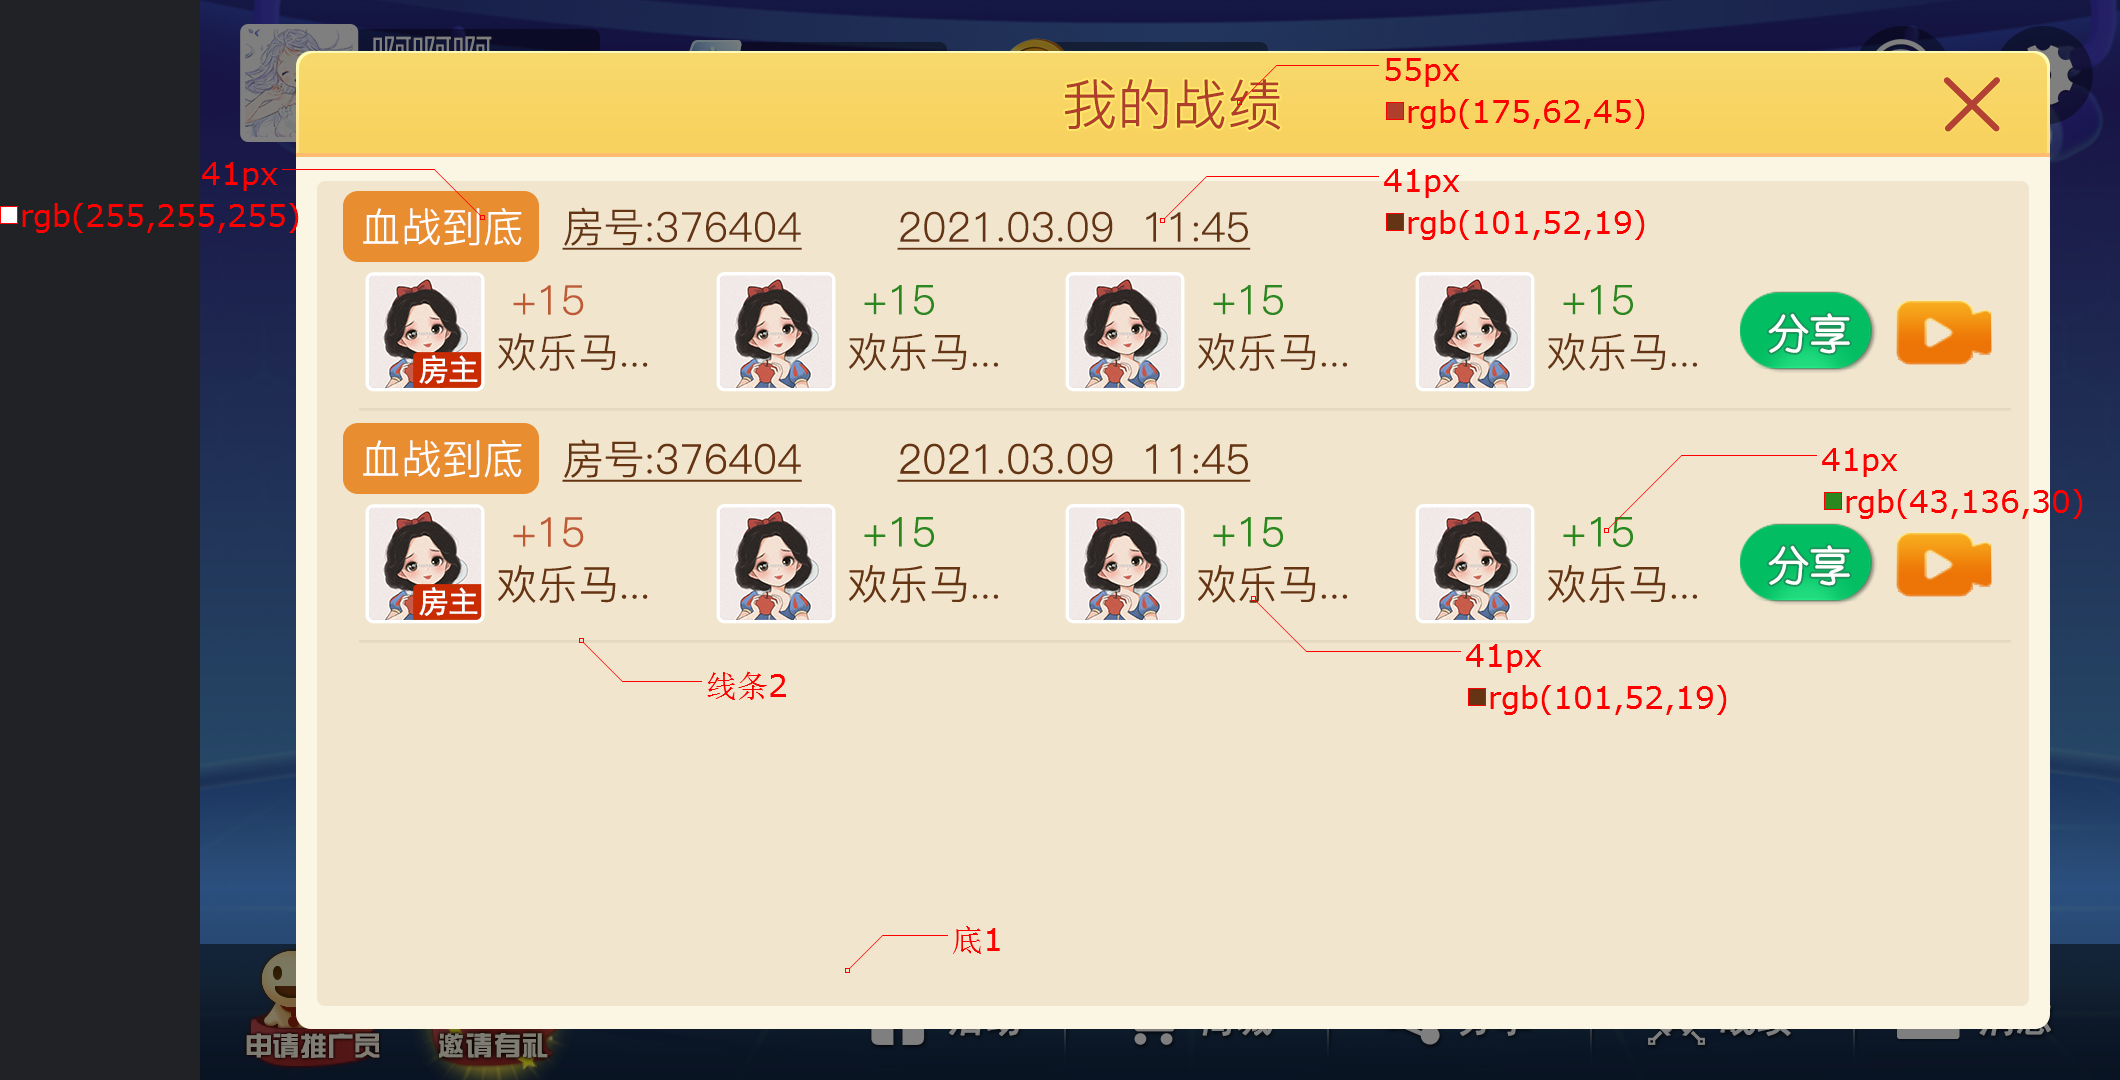 我的战绩
55px
rgb(175,62,45)
41px
rgb(255,255,255)
血战到底 房号:376404 2021.03.09 11:45
41px
rgb(101,52,19)
+15 +15 +15 +15
欢乐马... 欢乐马... 欢乐马... 欢乐马...
房主
分享
血战到底 房号:376404 2021.03.09 11:45
41px
rgb(43,136,30)
+15 +15 +15 +15
欢乐马... 欢乐马... 欢乐马... 欢乐马...
房主
分享
41px
rgb(101,52,19)
线条2
底1
申请推广员 邀请有礼